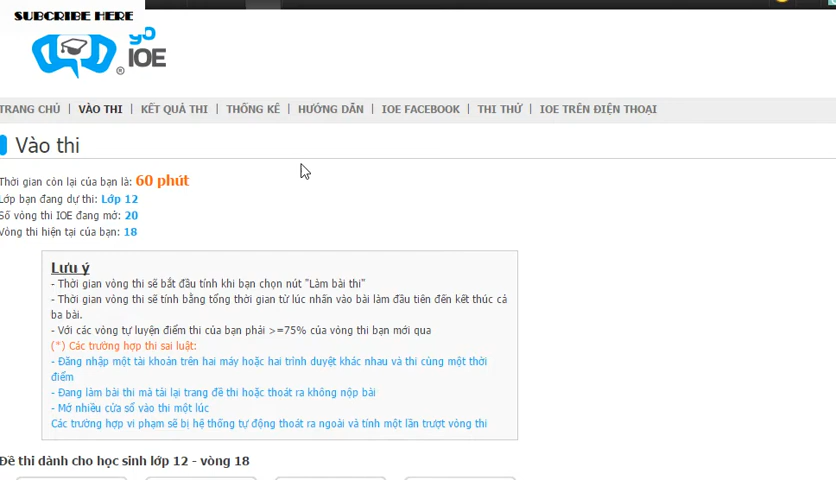 SUBCRIBE HERE
go
IOE
®
TRANG CHỦ | VÀO THI | KẾT QUẢ THI | THỐNG KÊ | HƯỚNG DẪN | IOE FACEBOOK | THI THỬ | IOE TRÊN ĐIỆN THOẠI
Vào thi
Thời gian còn lại của bạn là: 60 phút
Lớp bạn đang dự thi: Lớp 12
Số vòng thi IOE đang mở: 20
Vòng thi hiện tại của bạn: 18
Lưu ý
- Thời gian vòng thi sẽ bắt đầu tính khi bạn chọn nút "Làm bài thi"
- Thời gian vòng thi sẽ tính bằng tổng thời gian từ lúc nhấn vào bài làm đầu tiên đến kết thúc cả
ba bài.
- Với các vòng tự luyện điểm thi của bạn phải >=75% của vòng thi bạn mới qua
(*) Các trường hợp thi sai luật:
- Đăng nhập một tài khoản trên hai máy hoặc hai trình duyệt khác nhau và thi cùng một thời
điểm
- Đang làm bài thi mà tải lại trang đề thi hoặc thoát ra không nộp bài
- Mở nhiều cửa sổ vào thi một lúc
Các trường hợp vi phạm sẽ bị hệ thống tự động thoát ra ngoài và tính một lần trượt vòng thi
Đề thi dành cho học sinh lớp 12 - vòng 18